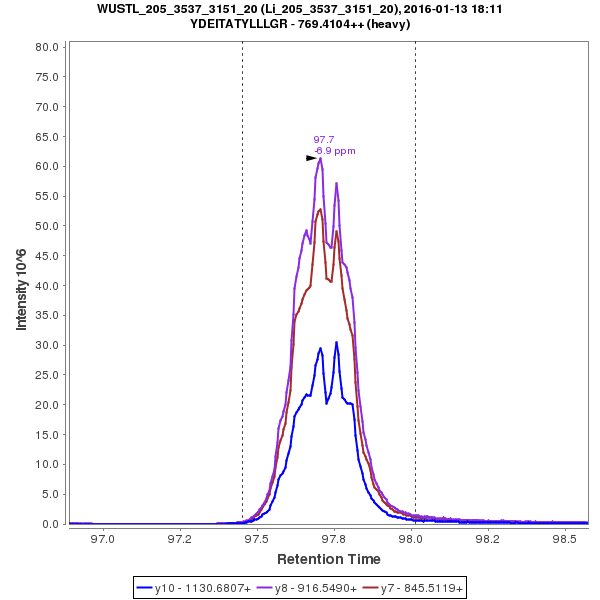 WUSTL_205_3537_3151_20 (Li_205_3537_3151_20), 2016-01-13 18:11
YDEITATYLLLGR - 769.4104++ (heavy)
Intensity 10^6
80.0
75.0
70.0
65.0
60.0
55.0
50.0
45.0
40.0
35.0
30.0
25.0
20.0
15.0
10.0
5.0
0.0
97.7
-6.9 ppm
97.0 97.2 97.5 97.8 98.0 98.2 98.5
Retention Time
y10 - 1130.6807+ y8 - 916.5490+ y7 - 845.5119+